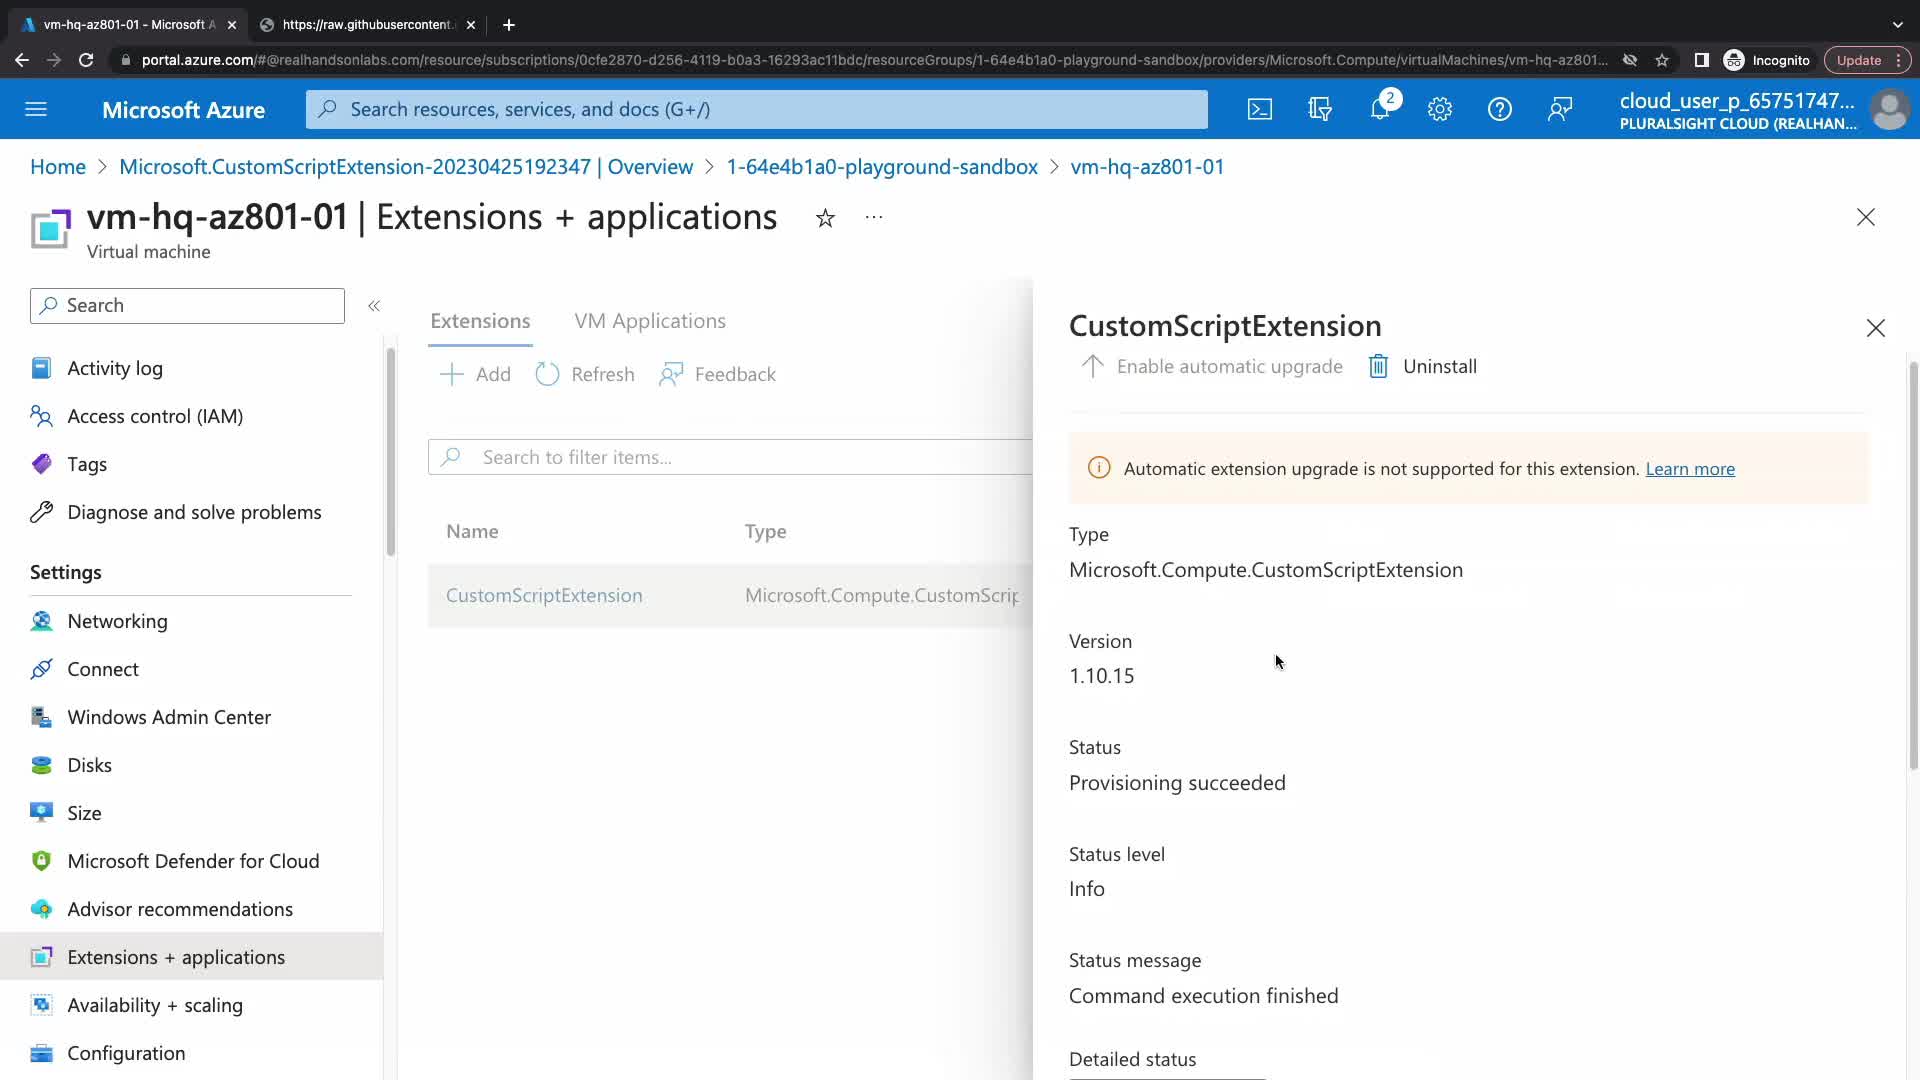 vm-hq-az801-01 - Microsoft A
https://raw.githubusercontent.
portal.azure.com/#@realhandsonlabs.com/resource/subscriptions/0cfe2870-d256-4119-b0a3-16293ac11bdc/resourceGroups/1-64e4b1a0-playground-sandbox/providers/Microsoft.Compute/virtualMachines/vm-hq-az801...
Incognito
Update
Microsoft Azure
Search resources, services, and docs (G+/)
2
cloud_user_p_65751747...
PLURALSIGHT CLOUD (REALHAN...
Home > Microsoft.CustomScriptExtension-20230425192347 | Overview > 1-64e4b1a0-playground-sandbox > vm-hq-az801-01
vm-hq-az801-01 | Extensions + applications
Virtual machine
Search
Activity log
Access control (IAM)
Tags
Diagnose and solve problems
Settings
Networking
Connect
Windows Admin Center
Disks
Size
Microsoft Defender for Cloud
Advisor recommendations
Extensions + applications
Availability + scaling
Configuration
Extensions
VM Applications
Add
Refresh
Feedback
Search to filter items...
Name
Type
CustomScriptExtension
Microsoft.Compute.CustomScrip
CustomScriptExtension
Enable automatic upgrade
Uninstall
Automatic extension upgrade is not supported for this extension. Learn more
Type
Microsoft.Compute.CustomScriptExtension
Version
1.10.15
Status
Provisioning succeeded
Status level
Info
Status message
Command execution finished
Detailed status